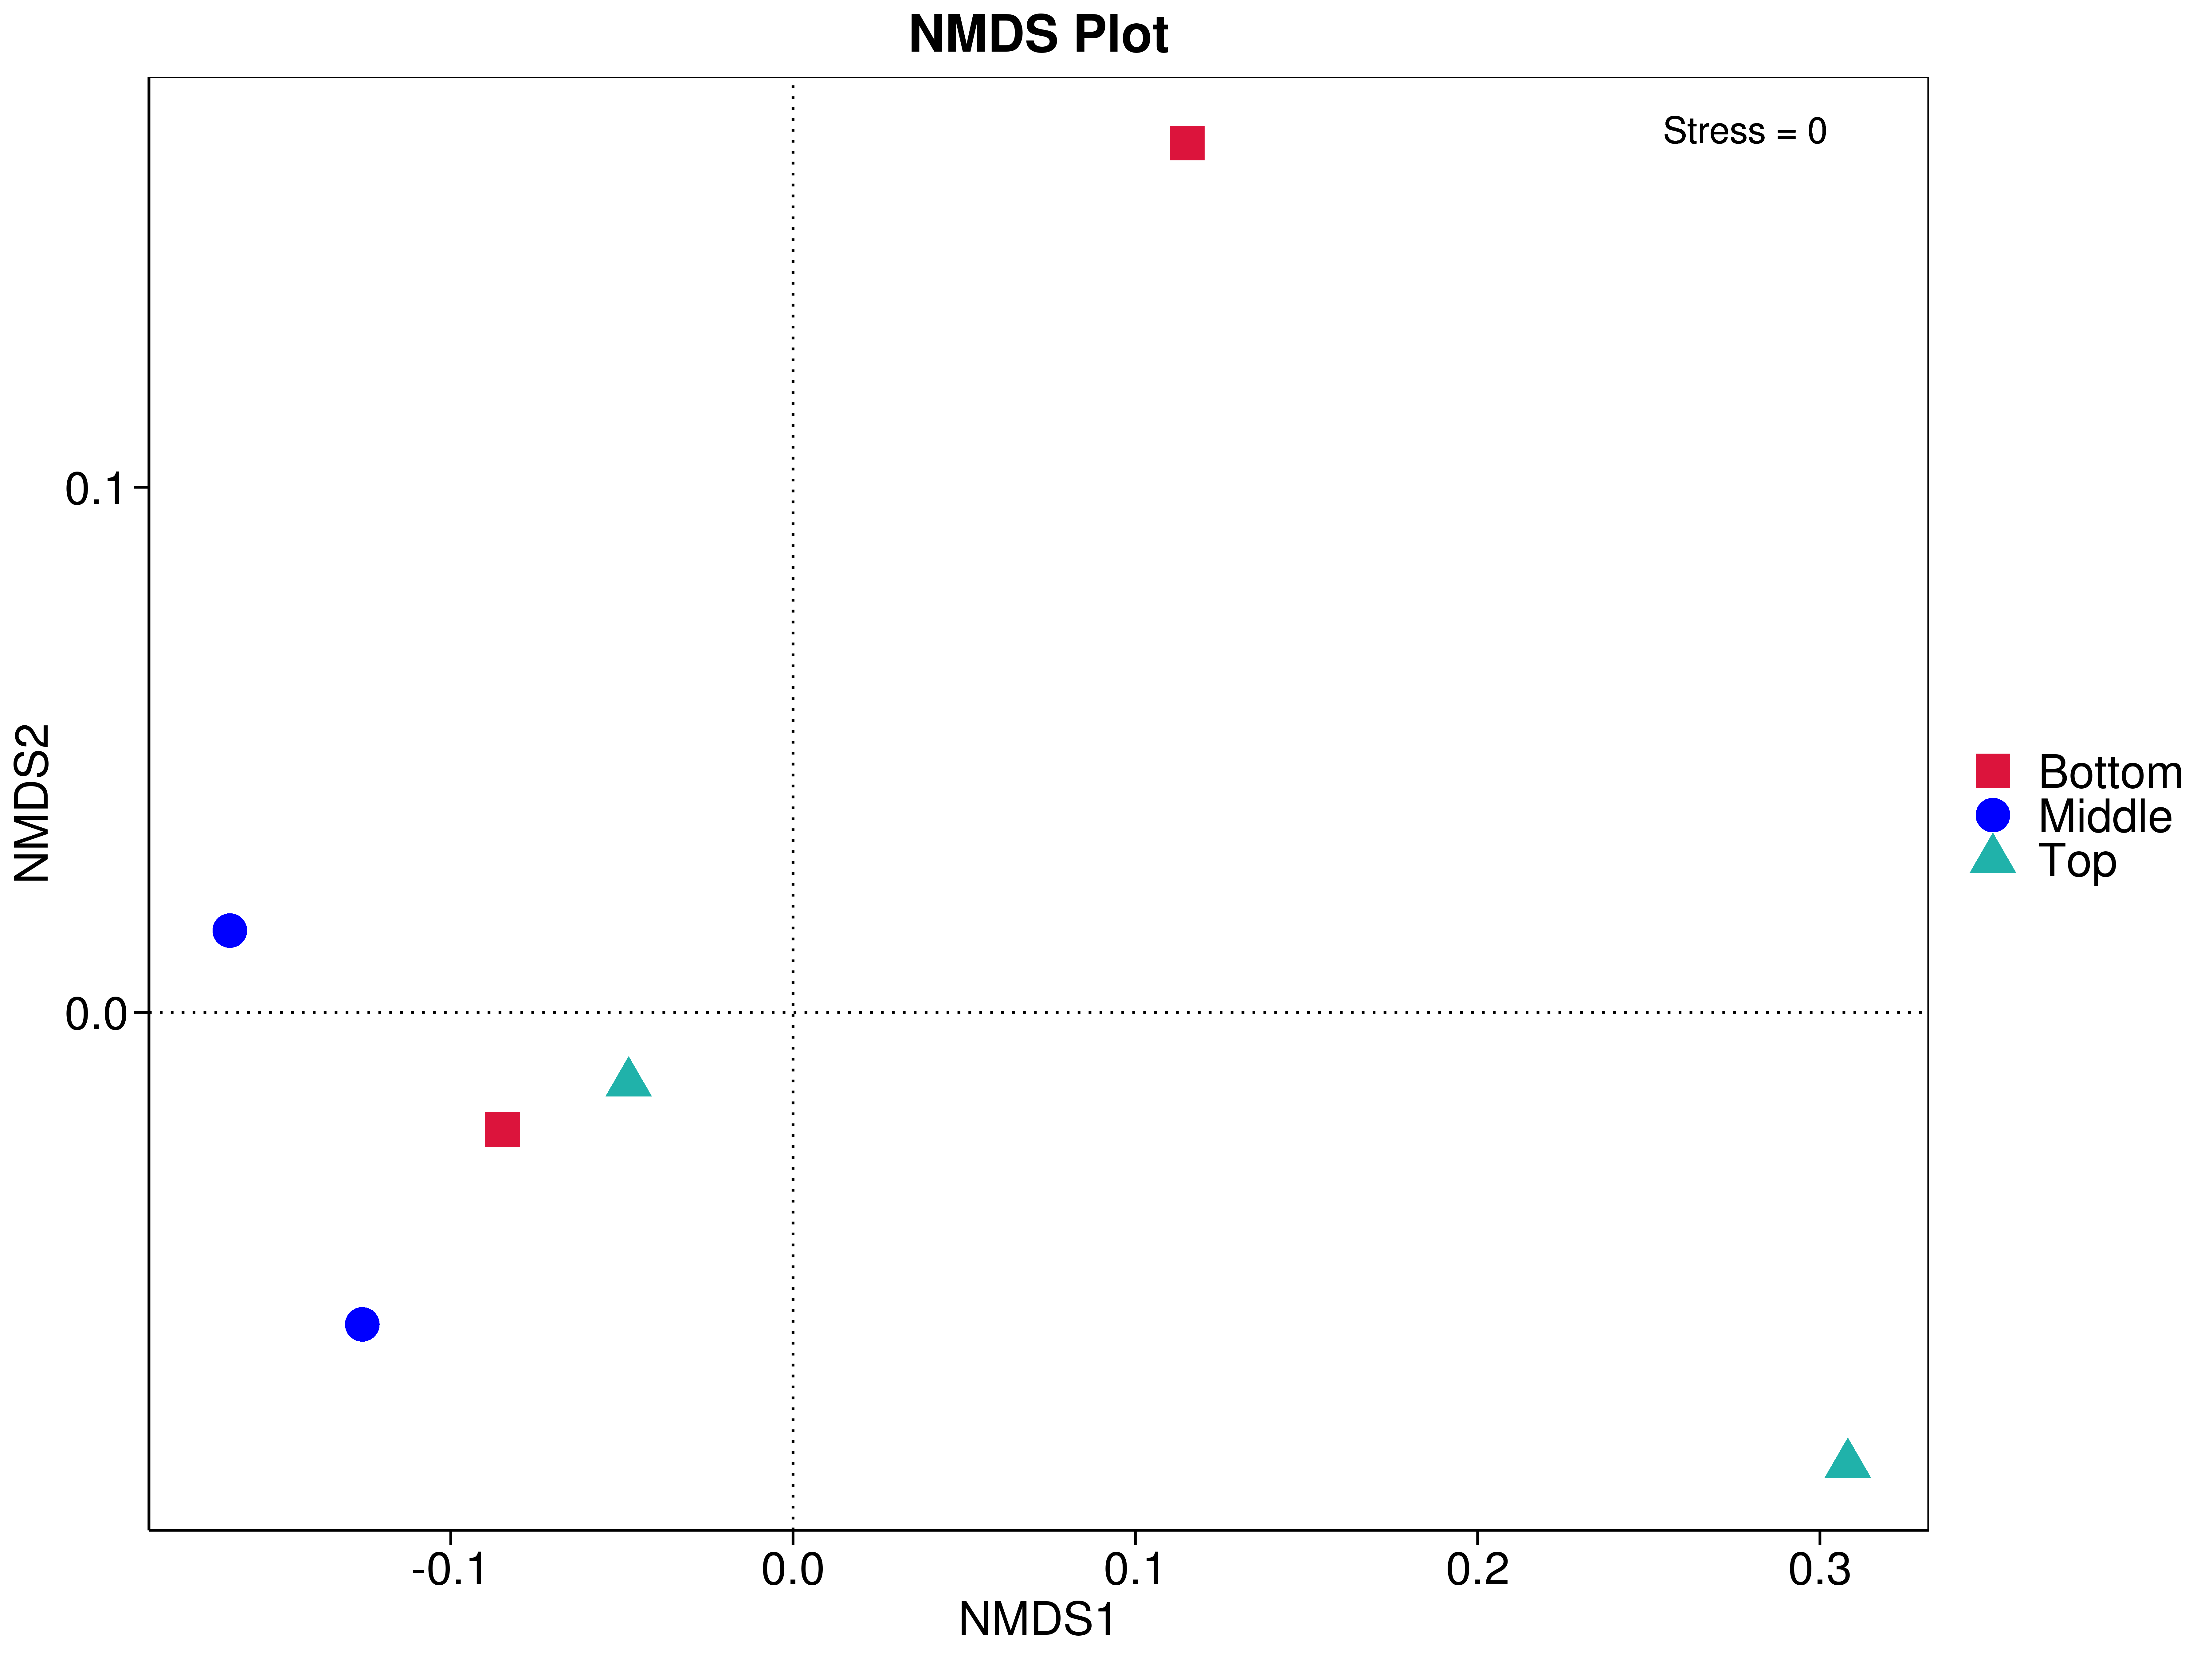 NMDS Plot
Stress = 0
NMDS2
0.1
0.0
Bottom
Middle
Top
-0.1
0.0
0.1
0.2
0.3
NMDS1